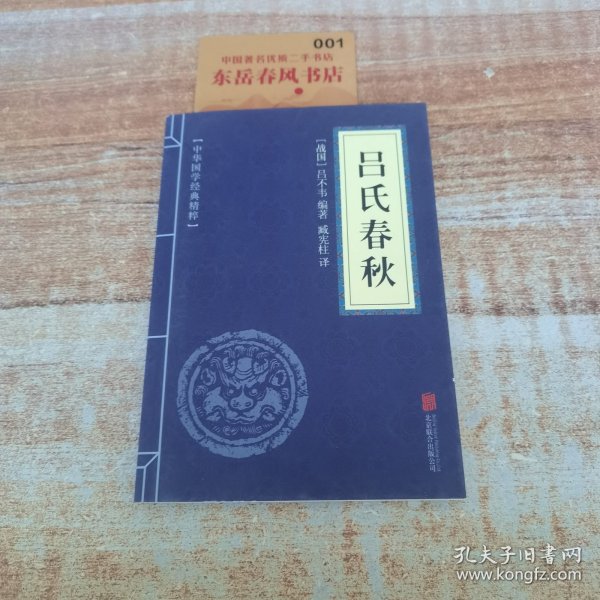 001
中国著名优质二手书店
东岳春风书店
吕氏春秋
[战国]吕不韦 编著 臧宪柱 译
【中华国学经典精粹】
北京联合出版公司
孔夫子旧书网
www.kongfz.com